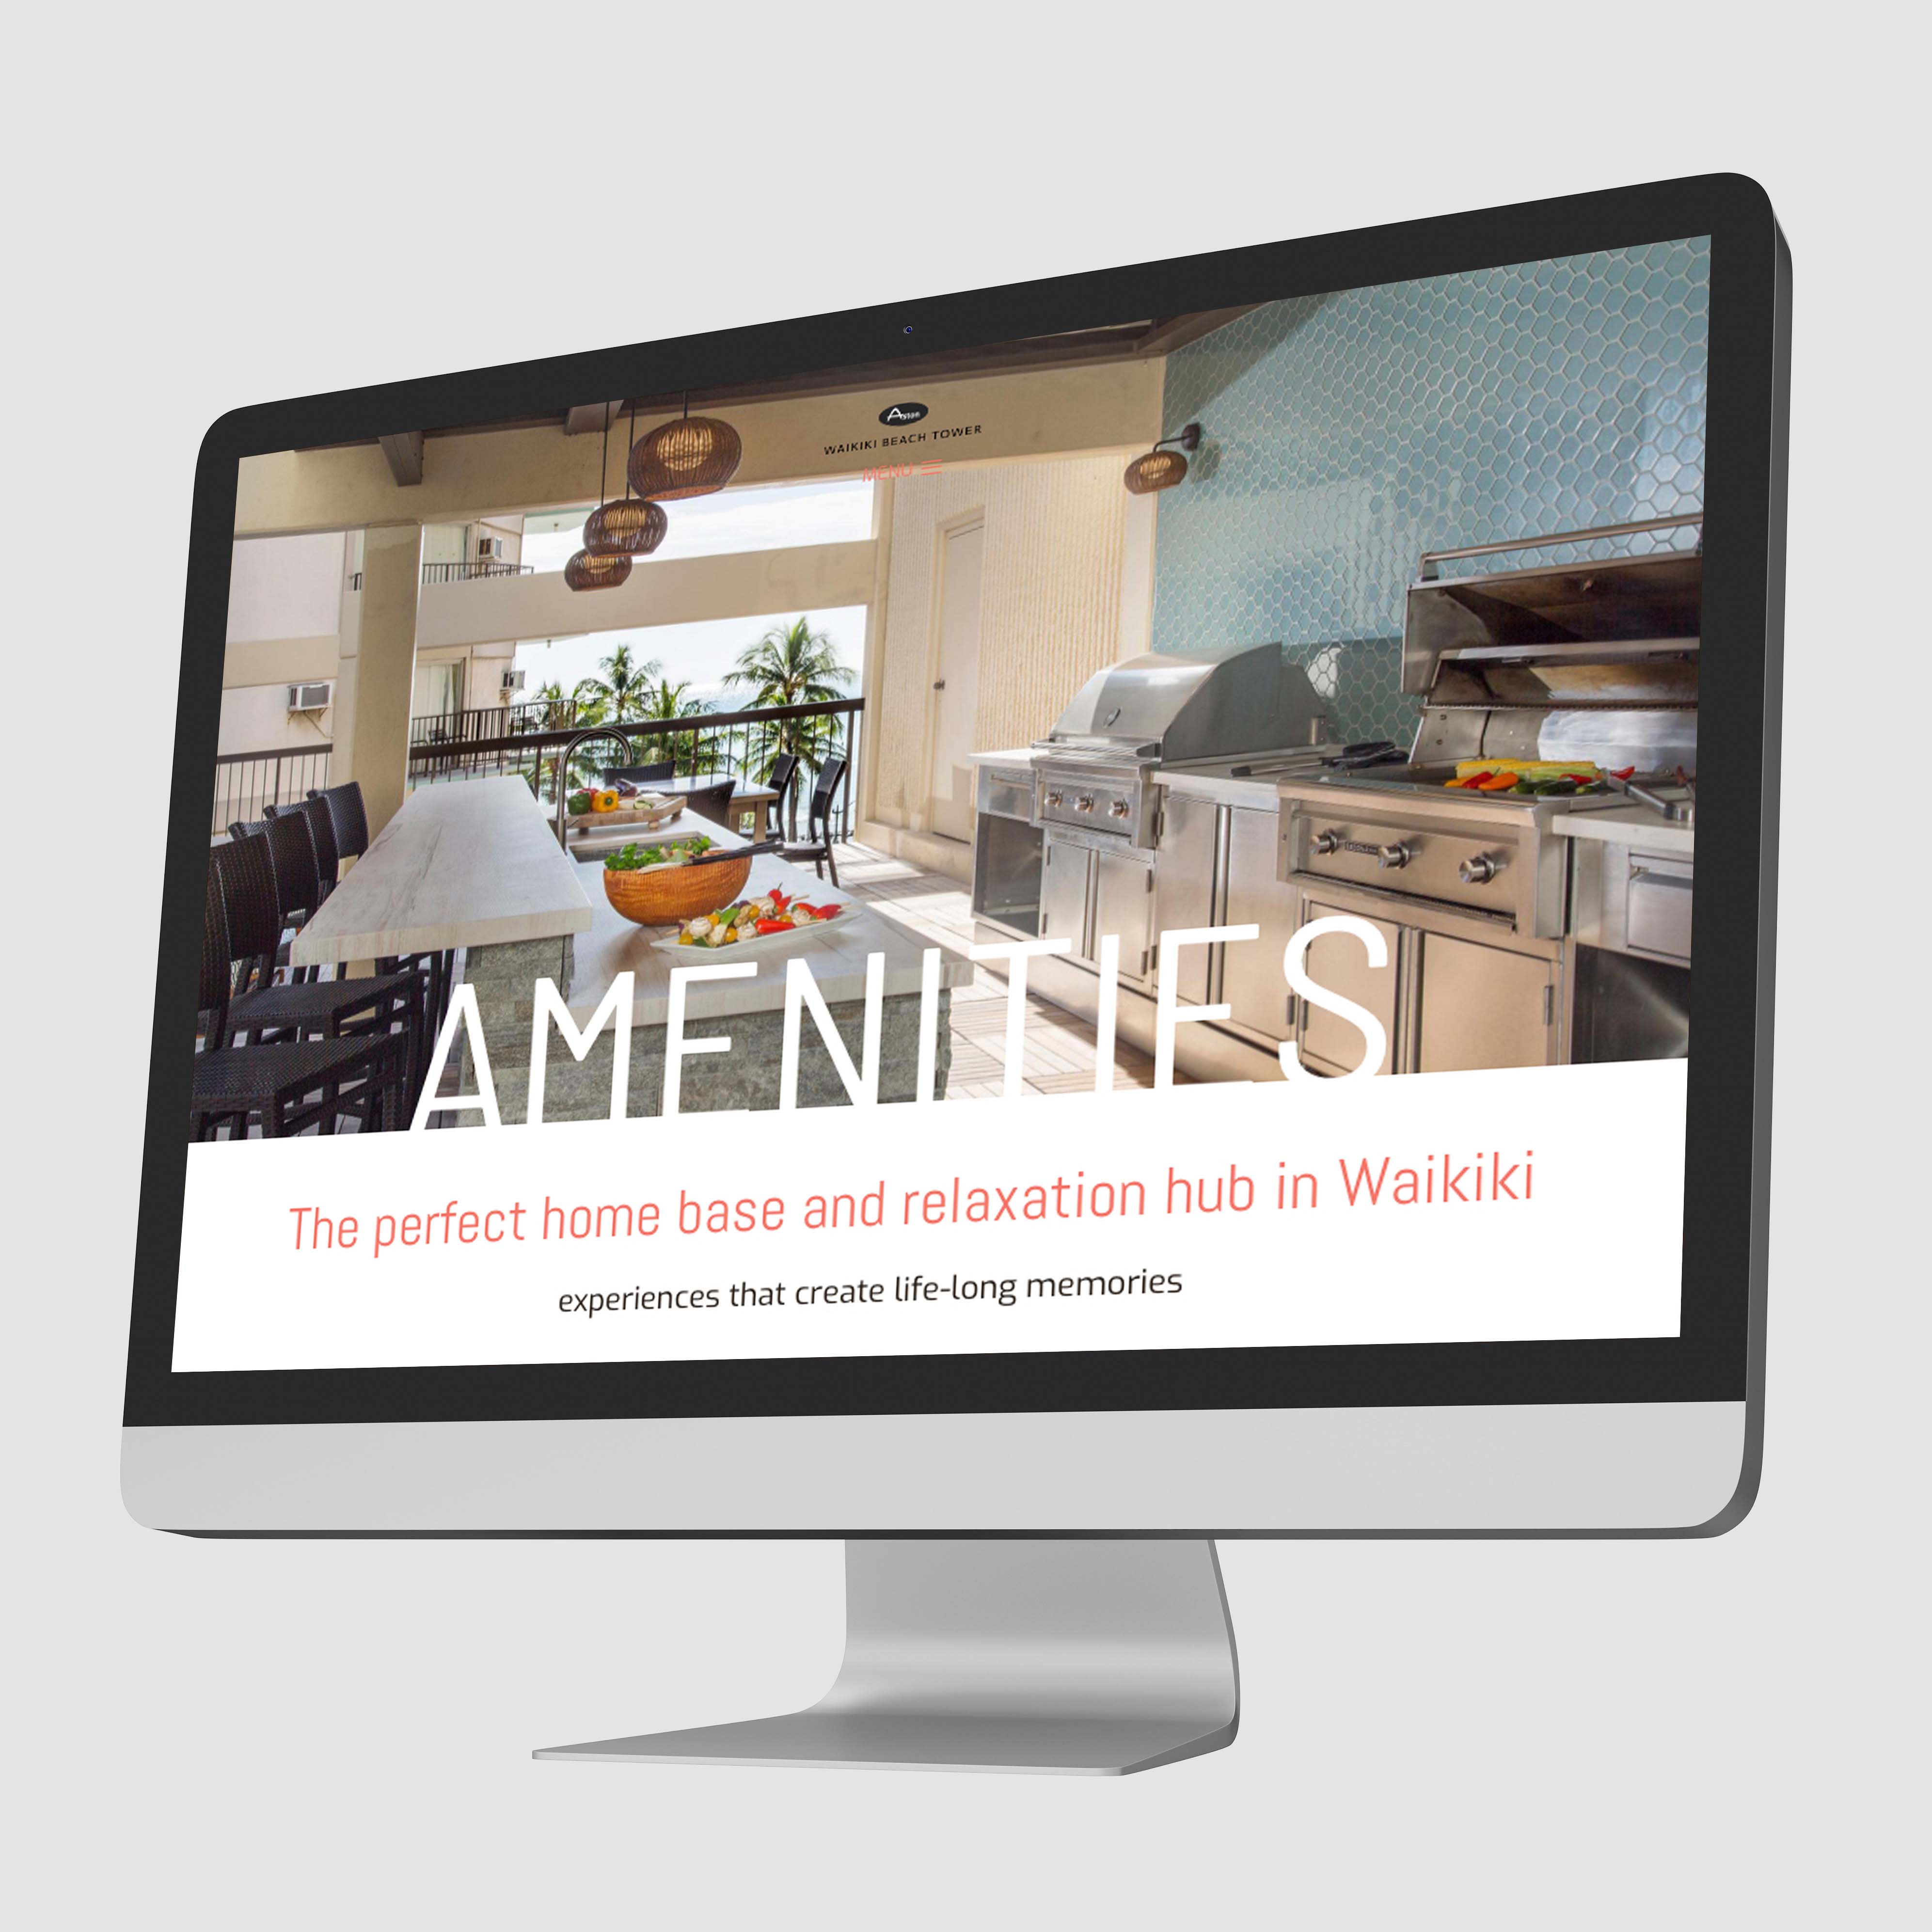 Aston
WAIKIKI BEACH TOWER
MENU
AMENITIES
The perfect home base and relaxation hub in Waikiki
experiences that create life-long memories